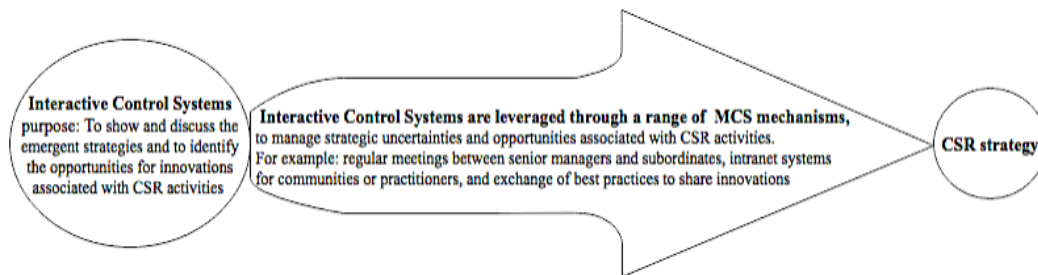 Interactive Control Systems
purpose: To show and discuss the
emergent strategies and to identify
the opportunities for innovations
associated with CSR activities
Interactive Control Systems are leveraged through a range of MCS mechanisms,
to manage strategic uncertainties and opportunities associated with CSR activities.
For example: regular meetings between senior managers and subordinates, intranet systems
for communities or practitioners, and exchange of best practices to share innovations
CSR strategy